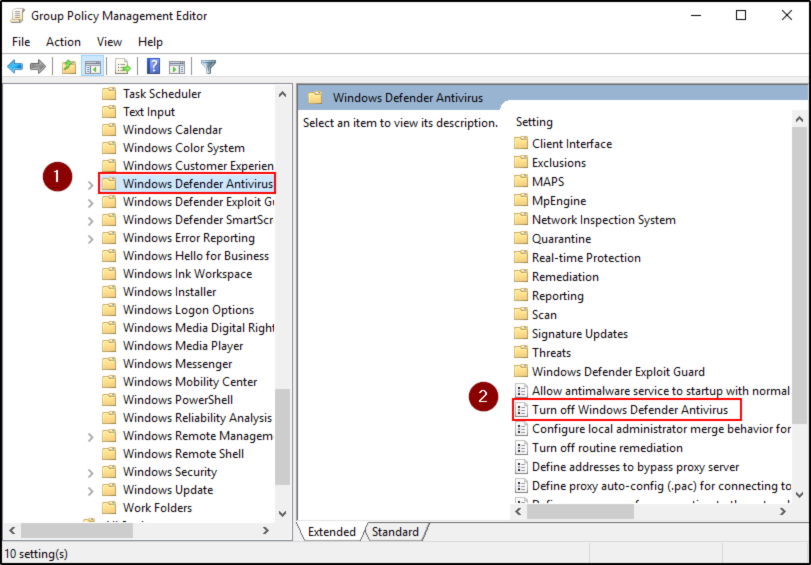 Group Policy Management Editor
File Action View Help
Task Scheduler
Text Input
Windows Calendar
Windows Color System
Windows Customer Experien
1
Windows Defender Antivirus
Windows Defender Exploit Gu
Windows Defender SmartScr
Windows Error Reporting
Windows Hello for Business
Windows Ink Workspace
Windows Installer
Windows Logon Options
Windows Media Digital Right
Windows Media Player
Windows Messenger
Windows Mobility Center
Windows PowerShell
Windows Reliability Analysis
Windows Remote Managem
Windows Remote Shell
Windows Security
Windows Update
Work Folders
Windows Defender Antivirus
Select an item to view its description.
Setting
Client Interface
Exclusions
MAPS
MpEngine
Network Inspection System
Quarantine
Real-time Protection
Remediation
Reporting
Scan
Signature Updates
Threats
Windows Defender Exploit Guard
Allow antimalware service to startup with normal
2
Turn off Windows Defender Antivirus
Configure local administrator merge behavior for
Turn off routine remediation
Define addresses to bypass proxy server
Define proxy auto-config (.pac) for connecting to
Extended
Standard
10 setting(s)